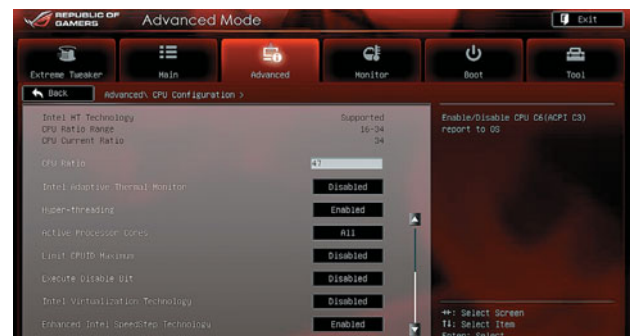 REPUBLIC OF
GAMERS
Advanced Mode
Exit
Extreme Tweaker
Main
Advanced
Monitor
Boot
Tool
Back
Advanced\ CPU Configuration >
Intel HT Technology Supported
CPU Ratio Range 16-34
CPU Current Ratio 34
CPU Ratio 47
Intel Adaptive Thermal Monitor Disabled
Hyper-threading Enabled
Active Processor Cores All
Limit CPUID Maximum Disabled
Execute Disable Bit Disabled
Intel Virtualization Technology Disabled
Enhanced Intel SpeedStep Technology Enabled
Enable/Disable CPU C6(ACPI C3)
report to OS
→←: Select Screen
↑↓: Select Item
Enter: Select